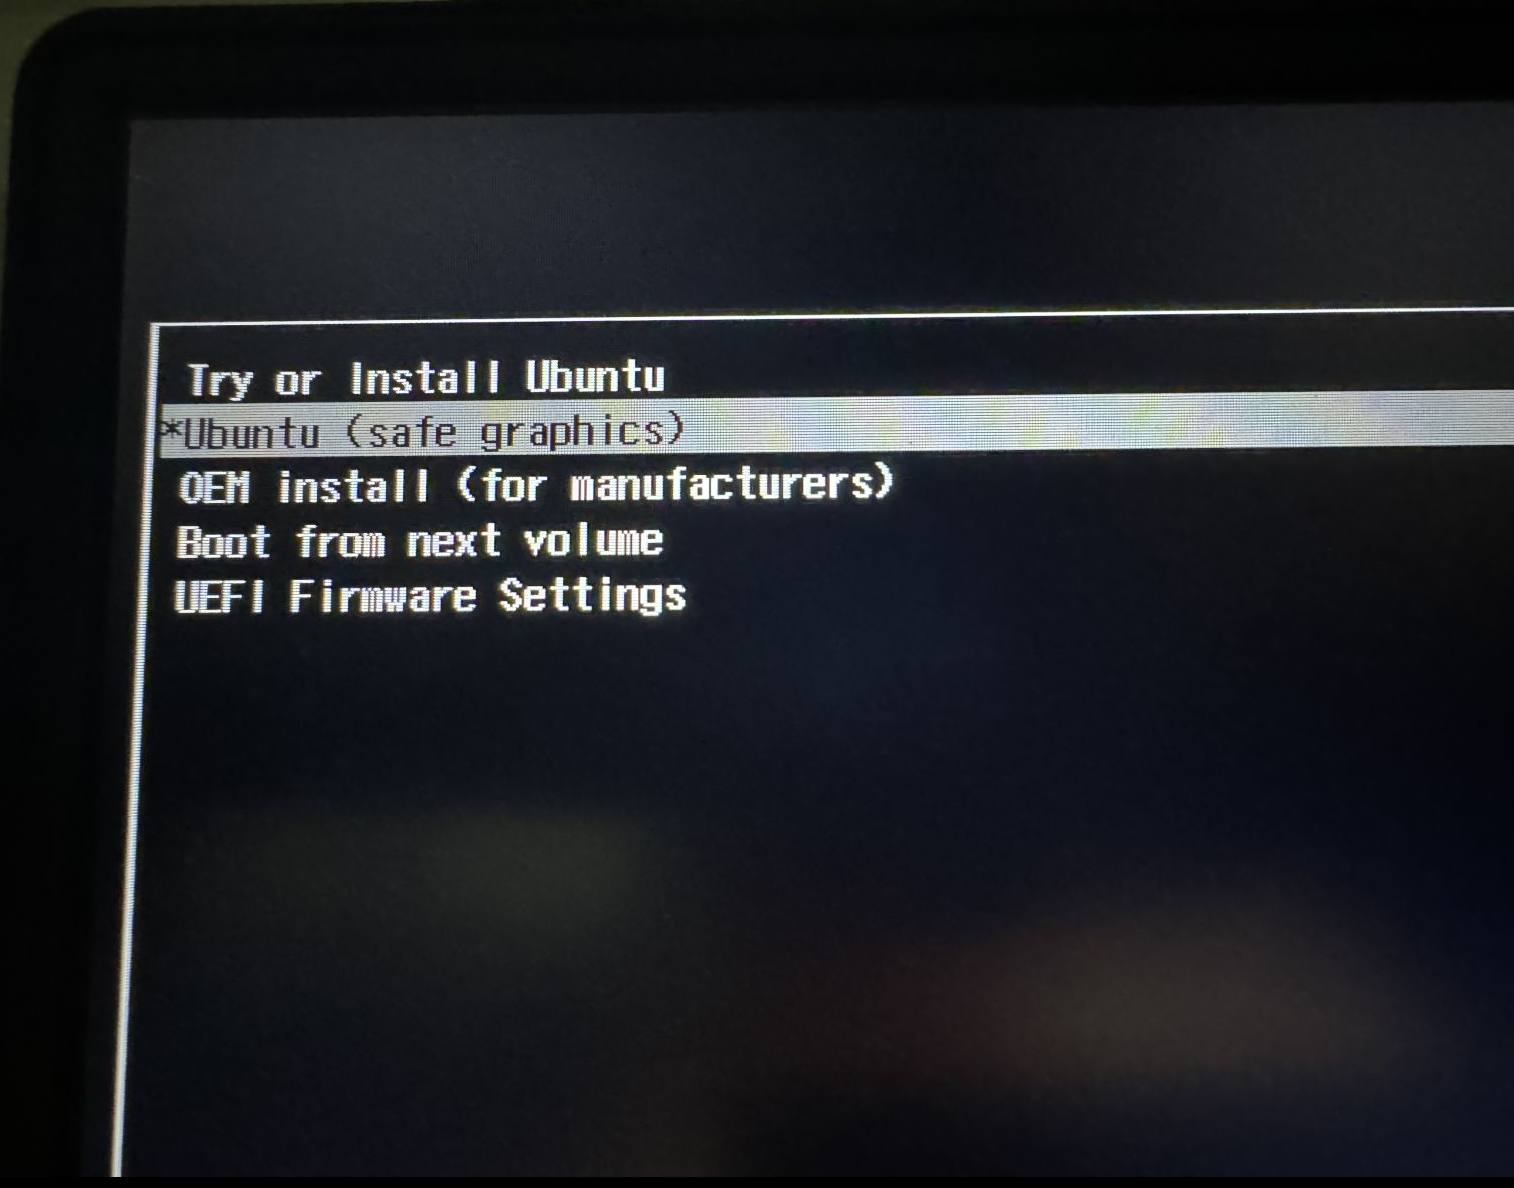 Try or Install Ubuntu
*Ubuntu (safe graphics)
OEM install (for manufacturers)
Boot from next volume
UEFI Firmware Settings